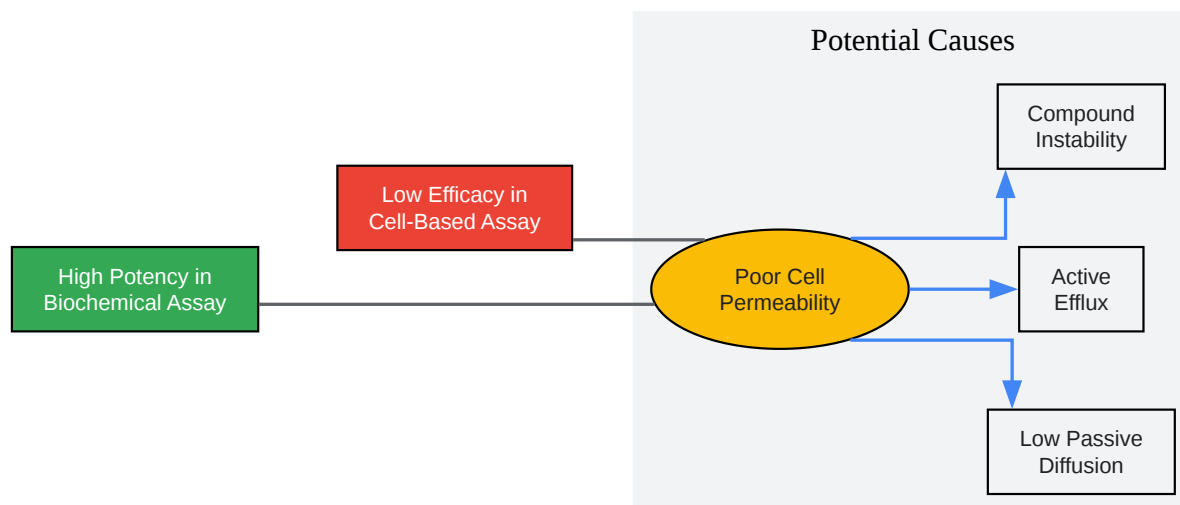 Potential Causes
Compound
Instability
Low Efficacy in
Cell-Based Assay
High Potency in
Biochemical Assay
Poor Cell
Permeability
Active
Efflux
Low Passive
Diffusion